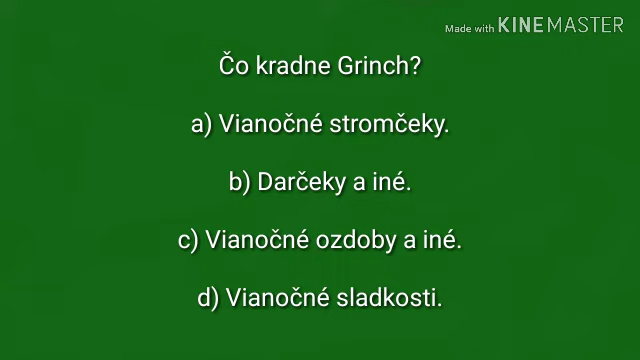 Made with KINEMASTER
Čo kradne Grinch?
a) Vianočné stromčeky.
b) Darčeky a iné.
c) Vianočné ozdoby a iné.
d) Vianočné sladkosti.